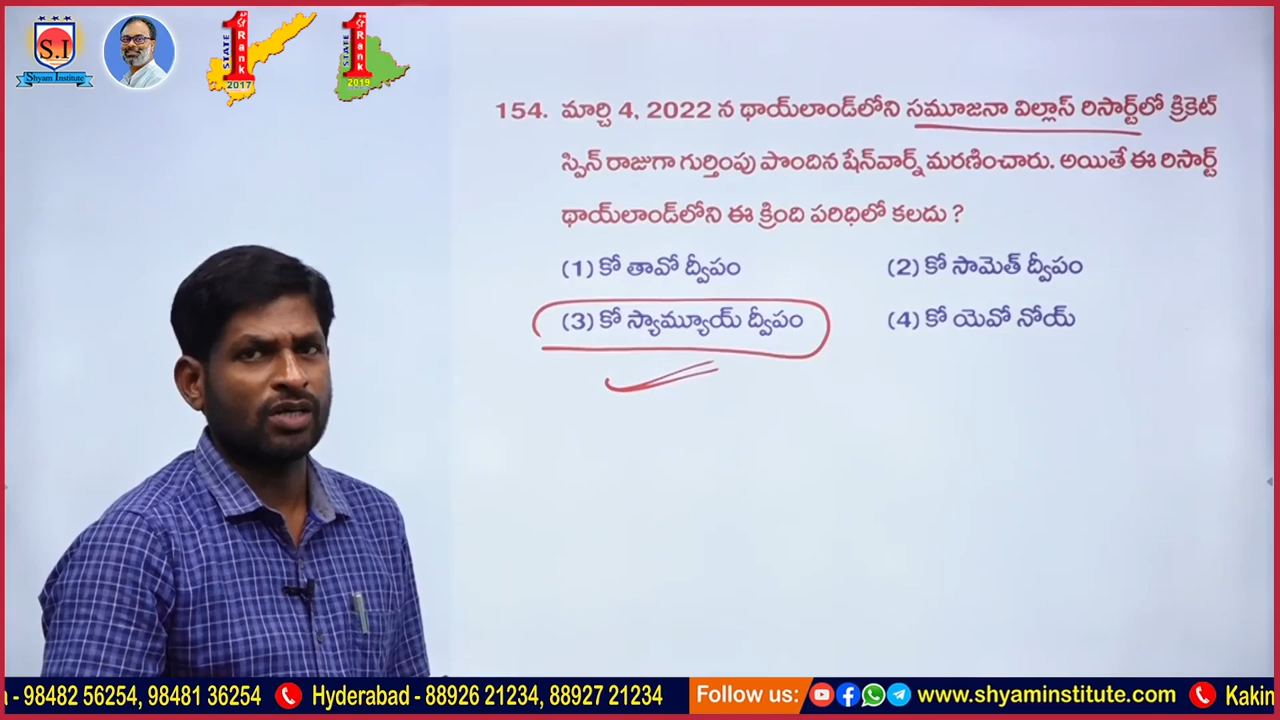 S.I
Shyam Institute
STATE
1
st
Rank
2017
STATE
1
st
Rank
2019
154. మార్చి 4, 2022 న థాయ్‌లాండ్‌లోని సమూజనా విల్లాస్ రిసార్ట్‌లో క్రికెట్
స్పిన్ రాజుగా గుర్తింపు పొందిన షేన్‌వార్న్ మరణించారు. అయితే ఈ రిసార్ట్
థాయ్‌లాండ్‌లోని ఈ క్రింది పరిధిలో కలదు ?
(1) కో తావో ద్వీపం (2) కో సామెత్ ద్వీపం
(3) కో స్యామ్యూయ్ ద్వీపం (4) కో యెవో నోయ్
- 98482 56254, 98481 36254 Hyderabad - 88926 21234, 88927 21234 Follow us: www.shyaminstitute.com Kakin